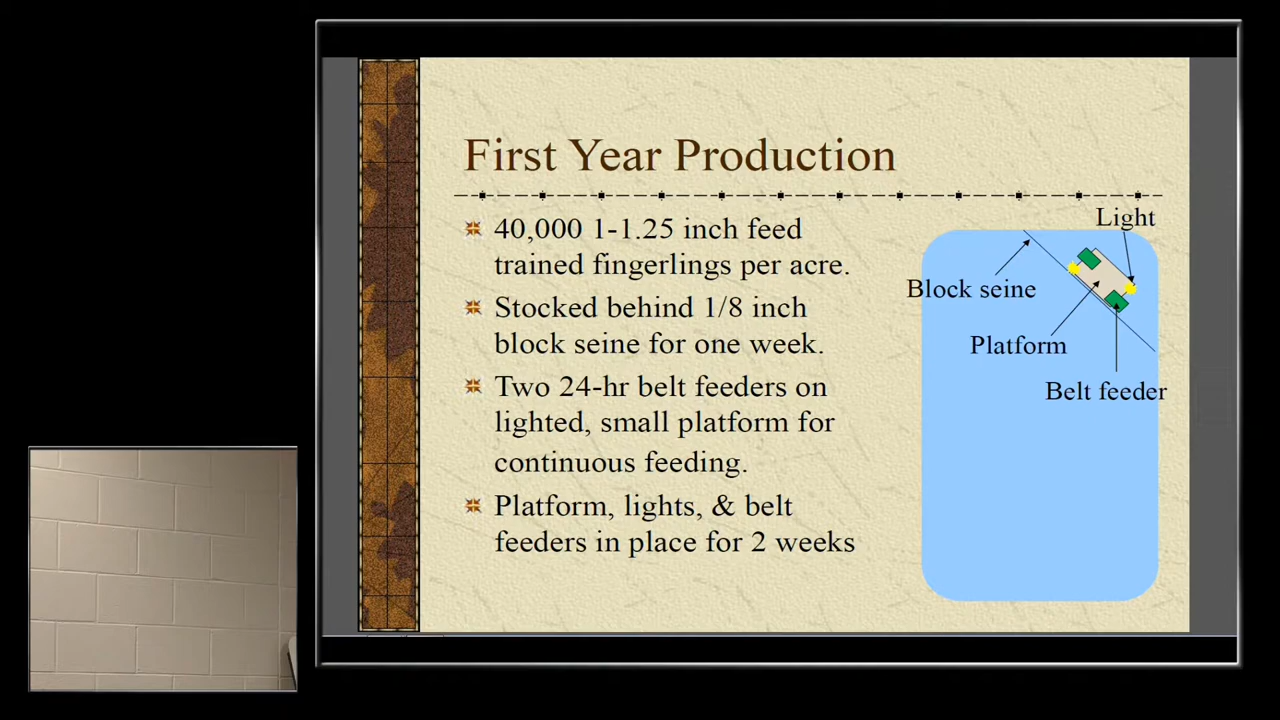 First Year Production
40,000 1-1.25 inch feed
trained fingerlings per acre.
Stocked behind 1/8 inch
block seine for one week.
Two 24-hr belt feeders on
lighted, small platform for
continuous feeding.
Platform, lights, & belt
feeders in place for 2 weeks
Light
Block seine
Platform
Belt feeder